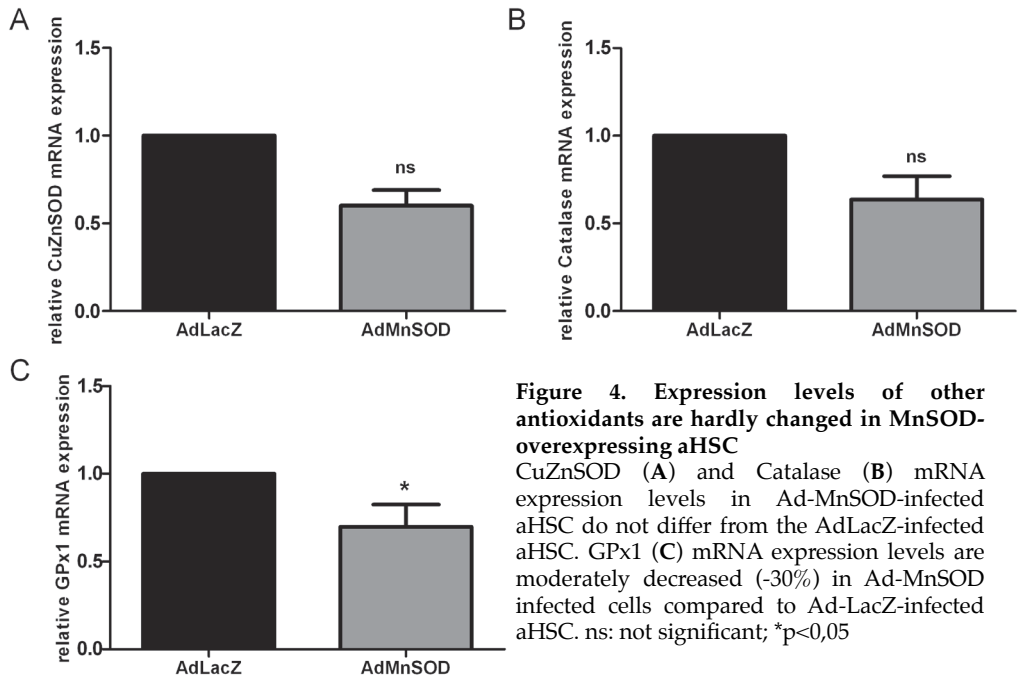 A
relative CuZnSOD mRNA expression
1.5
1.0
0.5
0.0
ns
AdLacZ
AdMnSOD
B
relative Catalase mRNA expression
1.5
1.0
0.5
0.0
ns
AdLacZ
AdMnSOD
C
relative GPx1 mRNA expression
1.5
1.0
0.5
0.0
*
AdLacZ
AdMnSOD
Figure 4. Expression levels of other
antioxidants are hardly changed in MnSOD-
overexpressing aHSC
CuZnSOD (A) and Catalase (B) mRNA
expression levels in Ad-MnSOD-infected
aHSC do not differ from the AdLacZ-infected
aHSC. GPx1 (C) mRNA expression levels are
moderately decreased (-30%) in Ad-MnSOD
infected cells compared to Ad-LacZ-infected
aHSC. ns: not significant; *p<0,05